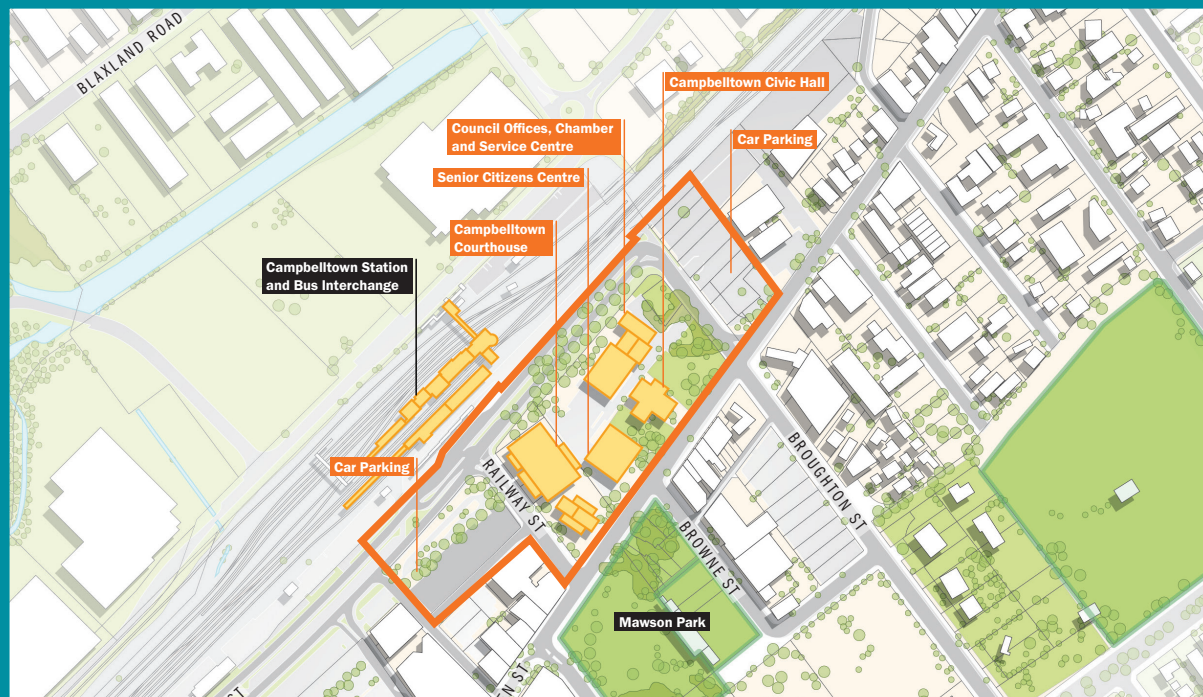 BLAXLAND ROAD
Campbelltown Civic Hall
Council Offices, Chamber
and Service Centre
Car Parking
Senior Citizens Centre
Campbelltown
Courthouse
Campbelltown Station
and Bus Interchange
Car Parking
RAILWAY ST
BROUGHTON ST
BROWNE ST
Mawson Park
ST